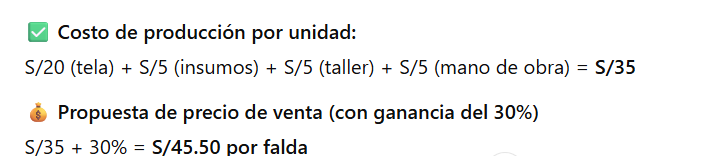 ✅ Costo de producción por unidad:
S/20 (tela) + S/5 (insumos) + S/5 (taller) + S/5 (mano de obra) = S/35
💰 Propuesta de precio de venta (con ganancia del 30%)
S/35 + 30% = S/45.50 por falda